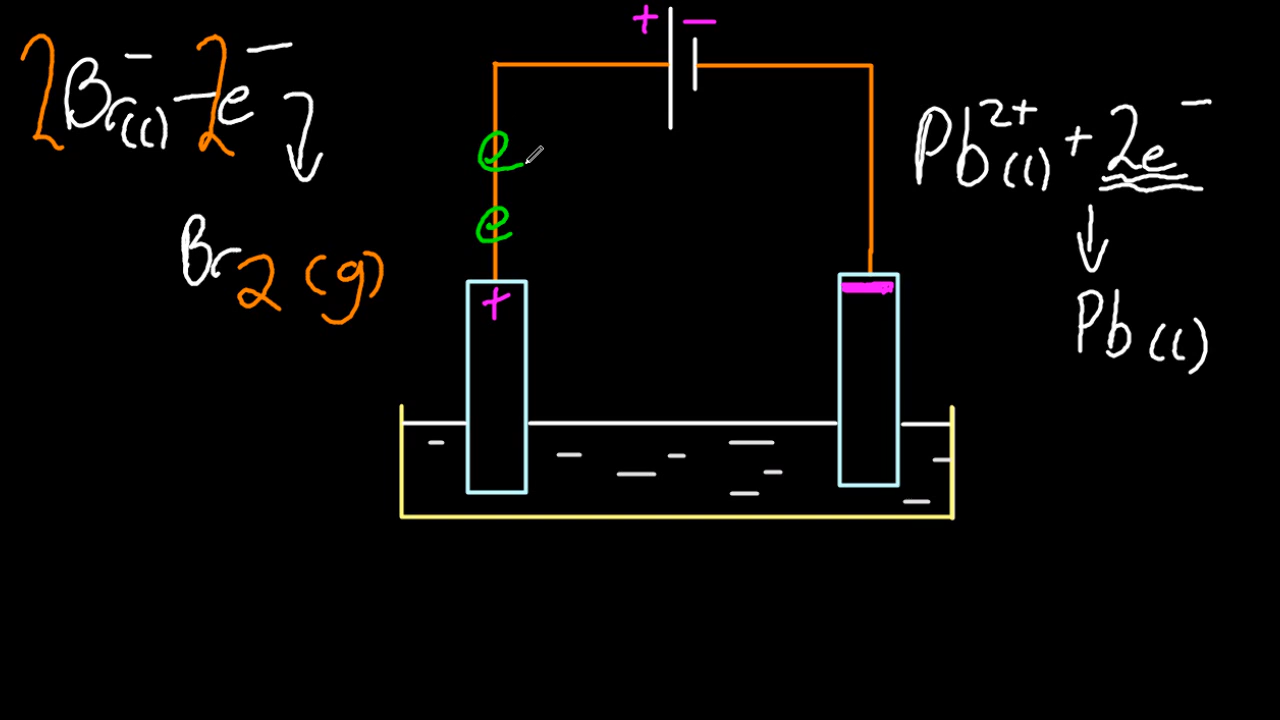 + −
2Br⁻(l) − 2e⁻
↓
Br₂ (g)
e
e
+
−
Pb²⁺(l) + 2e⁻
↓
Pb (l)